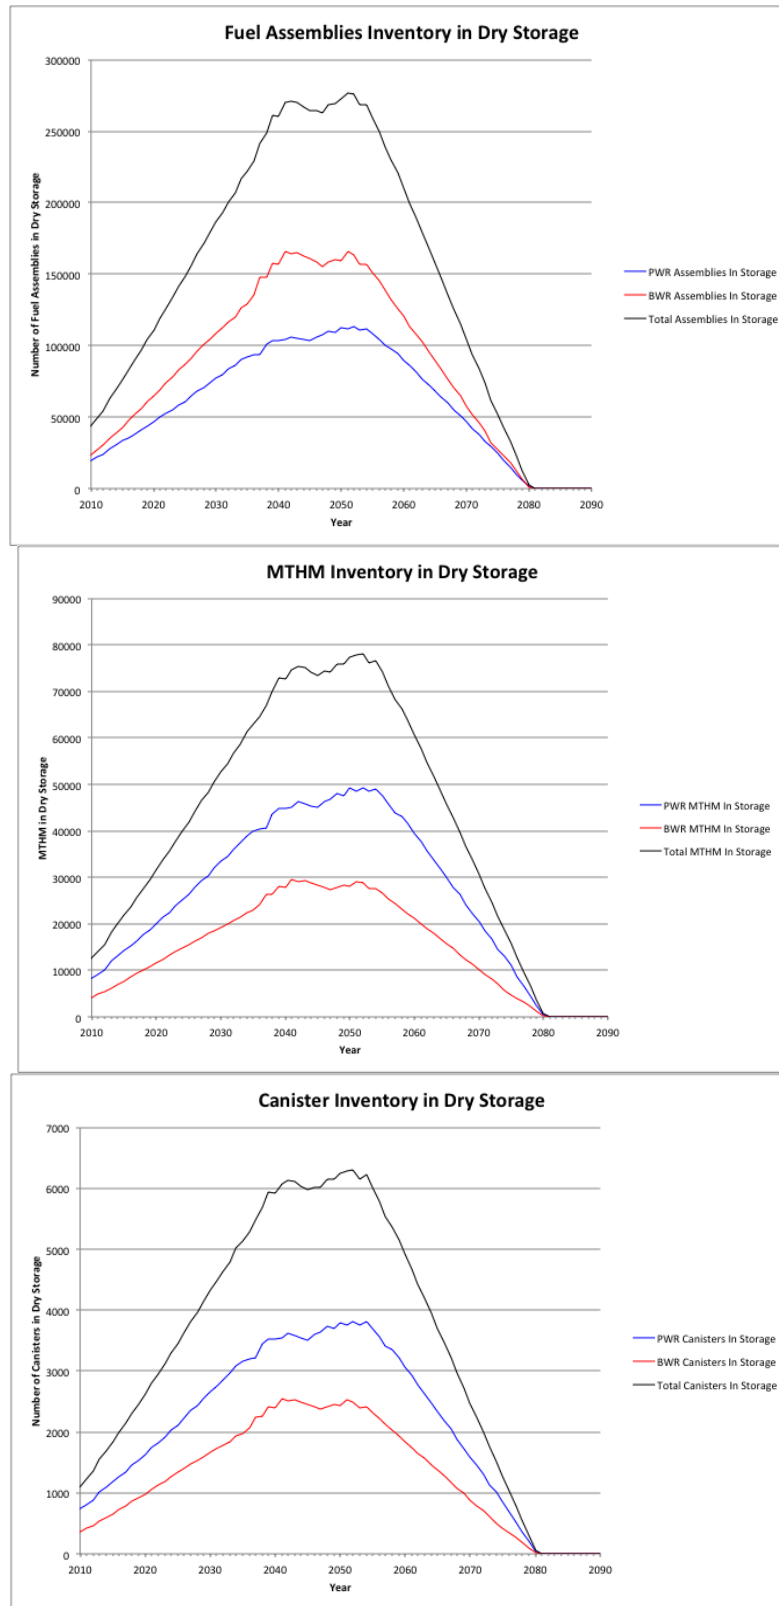 Fuel Assemblies Inventory in Dry Storage
300000
250000
200000
150000
100000
50000
0
Number of Fuel Assemblies in Dry Storage
2010 2020 2030 2040 2050 2060 2070 2080 2090
Year
PWR Assemblies In Storage
BWR Assemblies In Storage
Total Assemblies In Storage
MTHM Inventory in Dry Storage
90000
80000
70000
60000
50000
40000
30000
20000
10000
0
MTHM in Dry Storage
2010 2020 2030 2040 2050 2060 2070 2080 2090
Year
PWR MTHM In Storage
BWR MTHM In Storage
Total MTHM In Storage
Canister Inventory in Dry Storage
7000
6000
5000
4000
3000
2000
1000
0
Number of Canisters in Dry Storage
2010 2020 2030 2040 2050 2060 2070 2080 2090
Year
PWR Canisters In Storage
BWR Canisters In Storage
Total Canisters In Storage